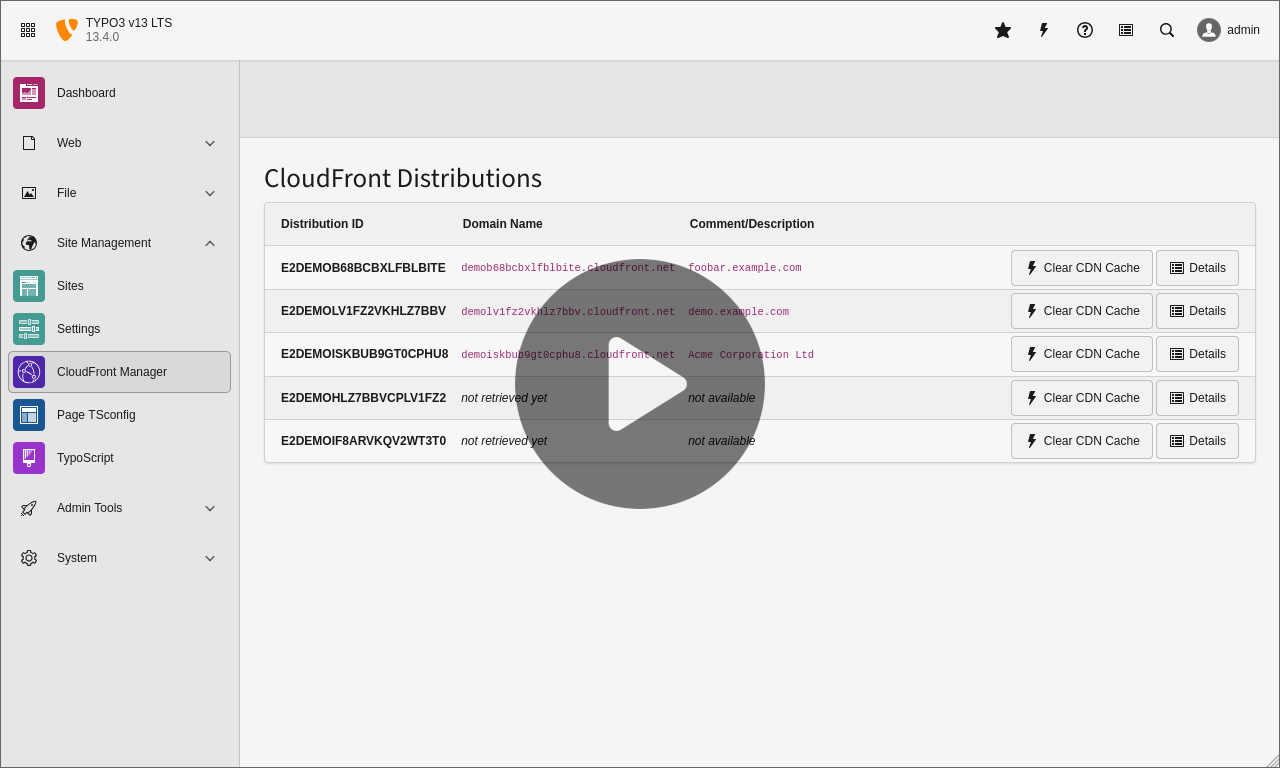 TYPO3 v13 LTS
13.4.0
admin
Dashboard
Web
File
Site Management
Sites
Settings
CloudFront Manager
Page TSconfig
TypoScript
Admin Tools
System
CloudFront Distributions
Distribution ID Domain Name Comment/Description
E2DEMOB68BCBXLFBLBITE demob68bcbxlfblbite.cloudfront.net foobar.example.com Clear CDN Cache Details
E2DEMOLV1FZ2VKHLZ7BBV demolv1fz2vkhlz7bbv.cloudfront.net demo.example.com Clear CDN Cache Details
E2DEMOISKBUB9GT0CPHU8 demoiskbub9gt0cphu8.cloudfront.net Acme Corporation Ltd Clear CDN Cache Details
E2DEMOHLZ7BBVCPLV1FZ2 not retrieved yet not available Clear CDN Cache Details
E2DEMOIF8ARVKQV2WT3T0 not retrieved yet not available Clear CDN Cache Details